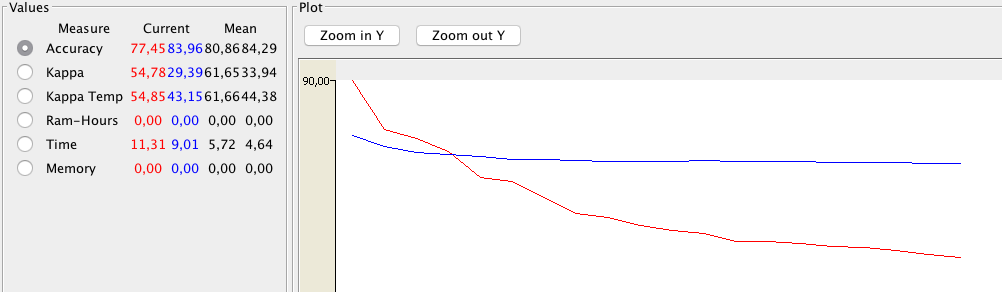 Values
Measure Current Mean
Accuracy 77,45 83,96 80,86 84,29
Kappa 54,78 29,39 61,65 33,94
Kappa Temp 54,85 43,15 61,66 44,38
Ram-Hours 0,00 0,00 0,00 0,00
Time 11,31 9,01 5,72 4,64
Memory 0,00 0,00 0,00 0,00
Plot
Zoom in Y Zoom out Y
90,00